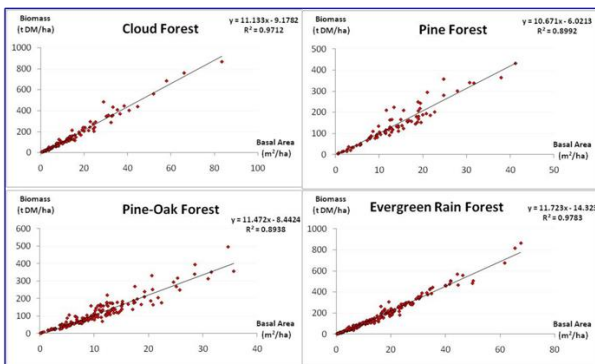 Biomass
(t DM/ha)
Cloud Forest
y = 11.133x - 9.1782
R² = 0.9712
1000
800
600
400
200
0
0 20 40 60 80 100
Basal Area
(m²/ha)
Biomass
(t DM/ha)
Pine Forest
y = 10.671x - 6.0213
R² = 0.8992
500
400
300
200
100
0
0 10 20 30 40 50
Basal Area
(m²/ha)
Biomass
(t DM/ha)
Pine-Oak Forest
y = 11.472x - 8.4424
R² = 0.8938
600
500
400
300
200
100
0
0 10 20 30 40
Basal Area
(m²/ha)
Biomass
(t DM/ha)
Evergreen Rain Forest
y = 11.723x - 14.323
R² = 0.9783
1000
800
600
400
200
0
0 20 40 60 80
Basal Area
(m²/ha)